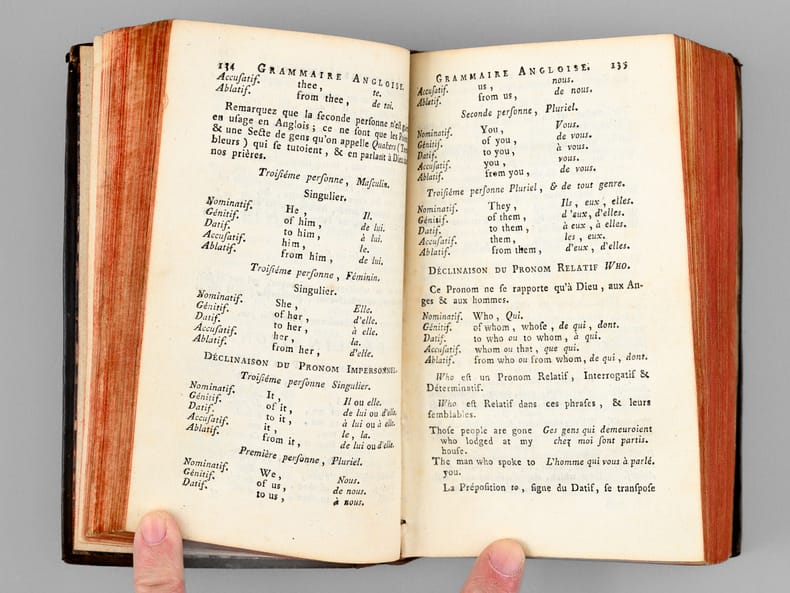 134 GRAMMAIRE ANGLOISE.
Accuſatif. thee, te.
Ablatif. from thee, de toi.
Remarquez que la ſeconde perſonne n'eſt
en uſage en Anglois; ce ne ſont que les
& une Secte de gens qu'on appelle Quakers (
bleurs) qui ſe tutoient, & en parlant à Dieu
nos prières.
Troiſiéme perſonne, Maſculin.
Singulier.
Nominatif. He, Il.
Génitif. of him, de lui.
Datif. to him, à lui.
Accuſatif. him, le.
Ablatif. from him, de lui.
Troiſiéme perſonne, Féminin.
Singulier.
Nominatif. She, Elle.
Génitif. of her, d'elle.
Datif. to her, à elle.
Accuſatif. her, la.
Ablatif. from her, d'elle.
DÉCLINAISON DU PRONOM IMPERSONNEL.
Troiſiéme perſonne Singulier.
Nominatif. It, Il ou elle.
Génitif. of it, de lui ou d'elle.
Datif. to it, à lui ou à elle.
Accuſatif. it, le, la.
Ablatif. from it, de lui ou d'elle.
Première perſonne, Pluriel.
Nominatif. We, Nous.
Génitif. of us, de nous.
Datif. to us, à nous.
GRAMMAIRE ANGLOISE. 135
Accuſatif. us, nous.
Ablatif. from us, de nous.
Seconde perſonne, Pluriel.
Nominatif. You, Vous.
Génitif. of you, de vous.
Datif. to you, à vous.
Accuſatif. you, vous.
Ablatif. from you, de vous.
Troiſiéme perſonne Pluriel, & de tout genre.
Nominatif. They, Ils, eux, elles.
Génitif. of them, d'eux, d'elles.
Datif. to them, à eux, à elles.
Accuſatif. them, les, eux.
Ablatif. from them, d'eux, d'elles.
DÉCLINAISON DU PRONOM RELATIF WHO.
Ce Pronom ne ſe rapporte qu'à Dieu, aux An-
ges & aux hommes.
Nominatif. Who, Qui.
Génitif. of whom, whoſe, de qui, dont.
Datif. to who ou to whom, à qui.
Accuſatif. whom ou that, que qui.
Ablatif. from who ou from whom, de qui, dont.
Who eſt un Pronom Relatif, Interrogatif &
Déterminatif.
Who eſt Relatif dans ces phraſes, & leurs
ſemblables.
Thoſe people are gone Ges gens qui demeuroient
who lodged at my chez moi ſont partis.
houſe.
The man who spoke to L'homme qui vous à parlé.
you.
La Prépoſition to, ſigne du Datif, ſe tranſpoſe